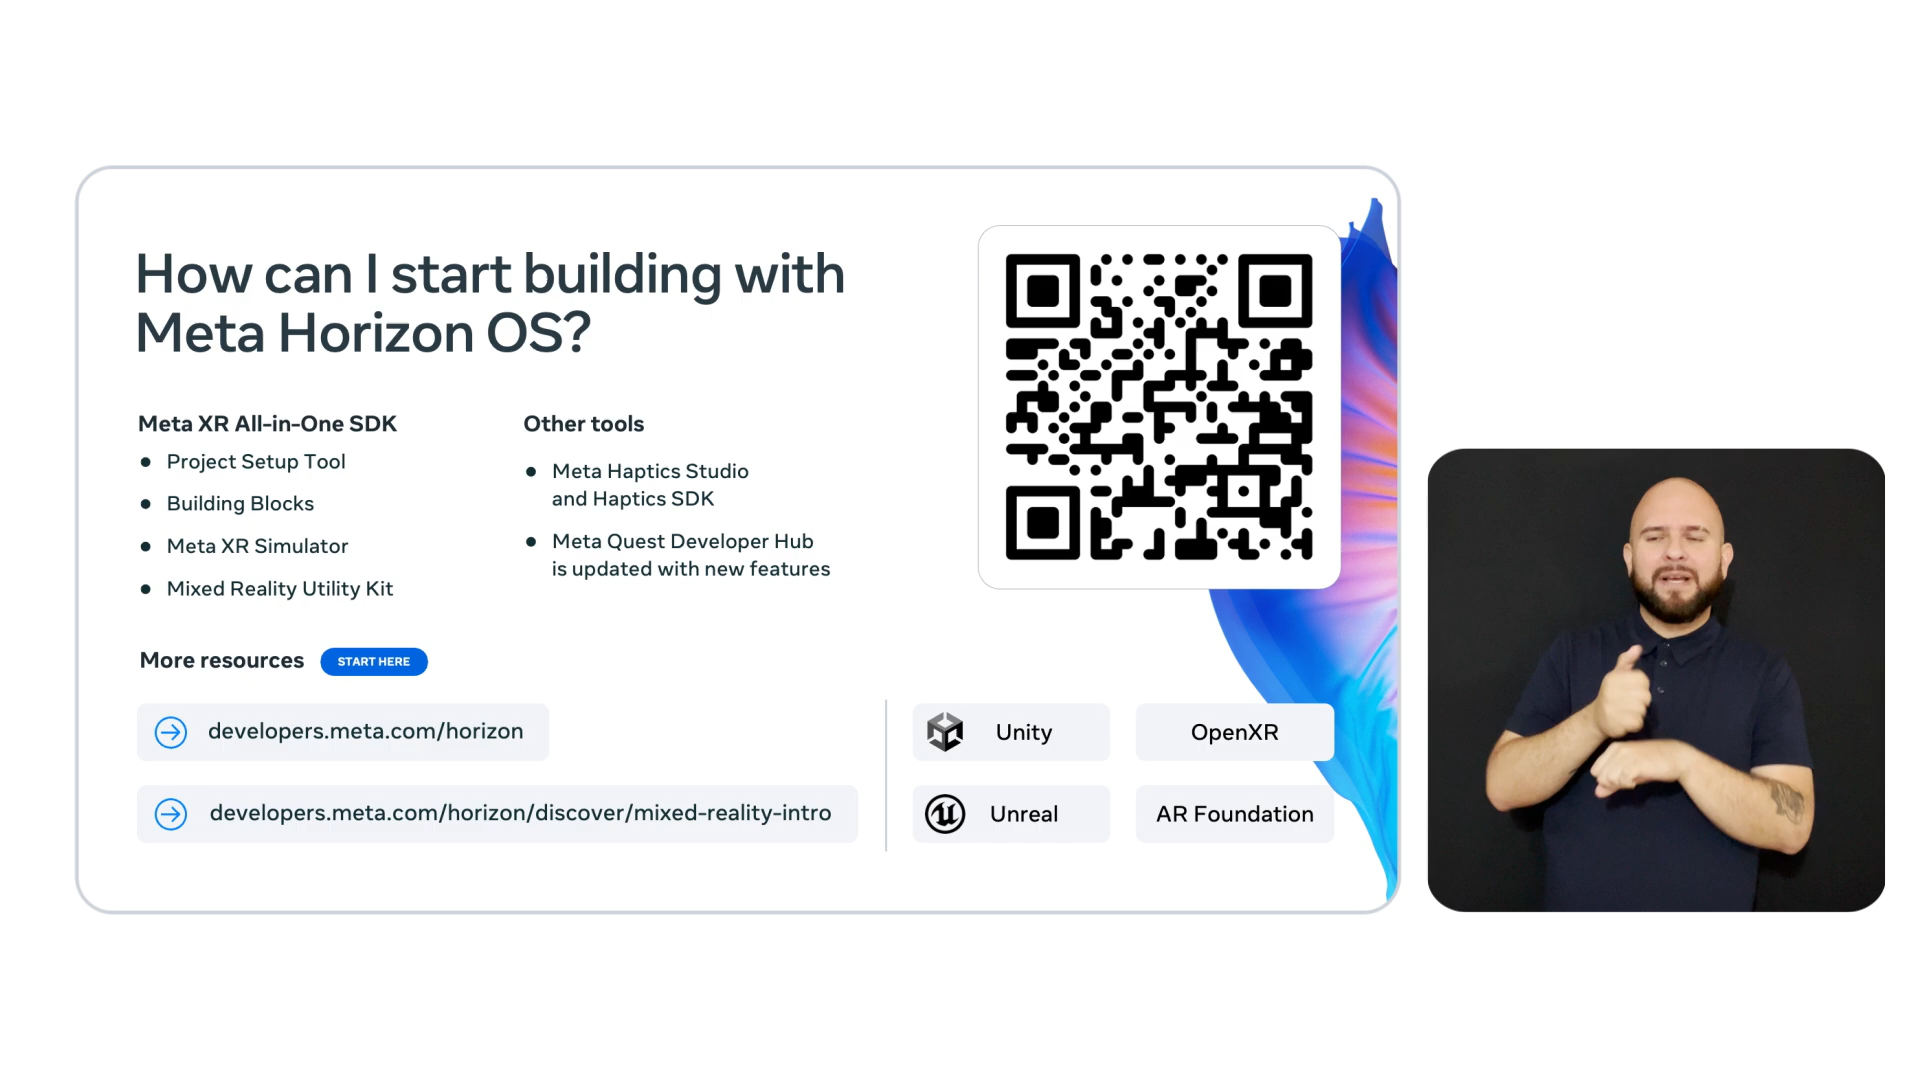 How can I start building with
Meta Horizon OS?
Meta XR All-in-One SDK
Project Setup Tool
Building Blocks
Meta XR Simulator
Mixed Reality Utility Kit
Other tools
Meta Haptics Studio
and Haptics SDK
Meta Quest Developer Hub
is updated with new features
More resources
START HERE
developers.meta.com/horizon
developers.meta.com/horizon/discover/mixed-reality-intro
Unity
OpenXR
Unreal
AR Foundation